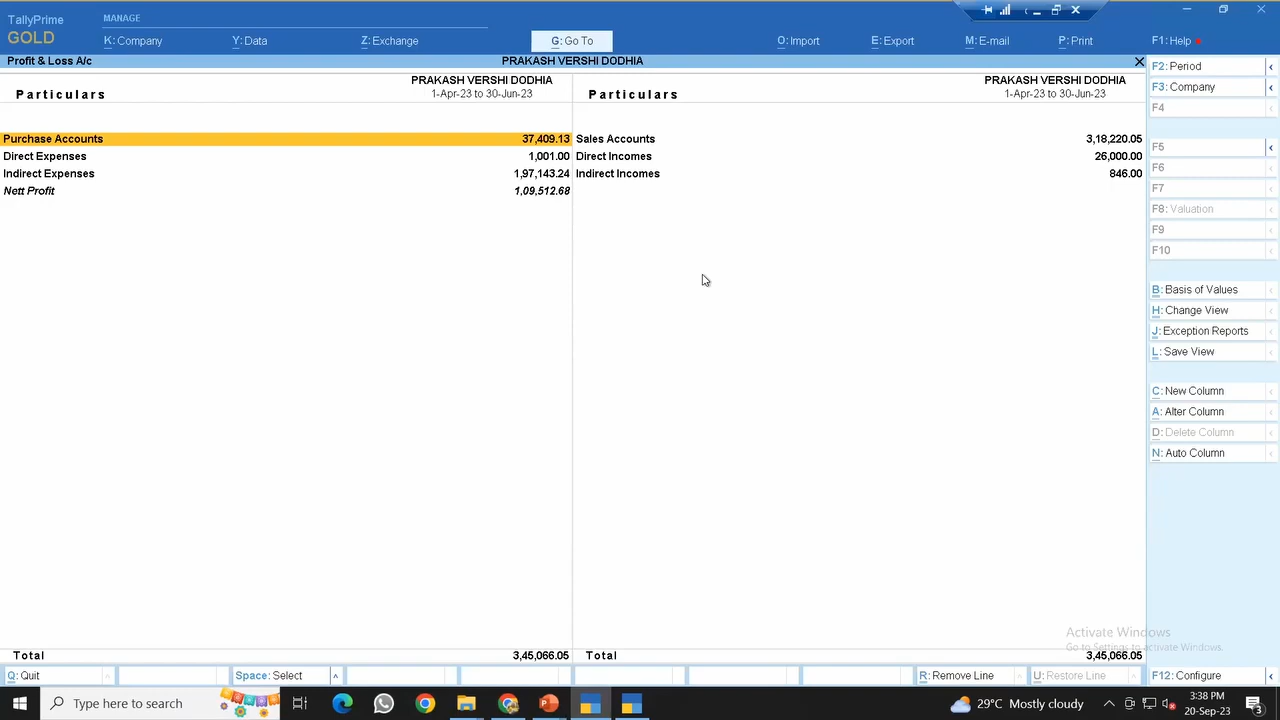 TallyPrime
GOLD
MANAGE
K: Company
Y: Data
Z: Exchange
G: Go To
O: Import
E: Export
M: E-mail
P: Print
F1: Help
Profit & Loss A/c
PRAKASH VERSHI DODHIA
Particulars
PRAKASH VERSHI DODHIA
1-Apr-23 to 30-Jun-23
Particulars
PRAKASH VERSHI DODHIA
1-Apr-23 to 30-Jun-23
Purchase Accounts 37,409.13
Direct Expenses 1,001.00
Indirect Expenses 1,97,143.24
Nett Profit 1,09,512.68
Sales Accounts 3,18,220.05
Direct Incomes 26,000.00
Indirect Incomes 846.00
Total 3,45,066.05
Total 3,45,066.05
F2: Period
F3: Company
F4
F5
F6
F7
F8: Valuation
F9
F10
B: Basis of Values
H: Change View
J: Exception Reports
L: Save View
C: New Column
A: Alter Column
D: Delete Column
N: Auto Column
Activate Windows
Go to Settings to activate Windows.
Q: Quit
Space: Select
R: Remove Line
U: Restore Line
F12: Configure
Type here to search
29°C Mostly cloudy
3:38 PM
20-Sep-23
3